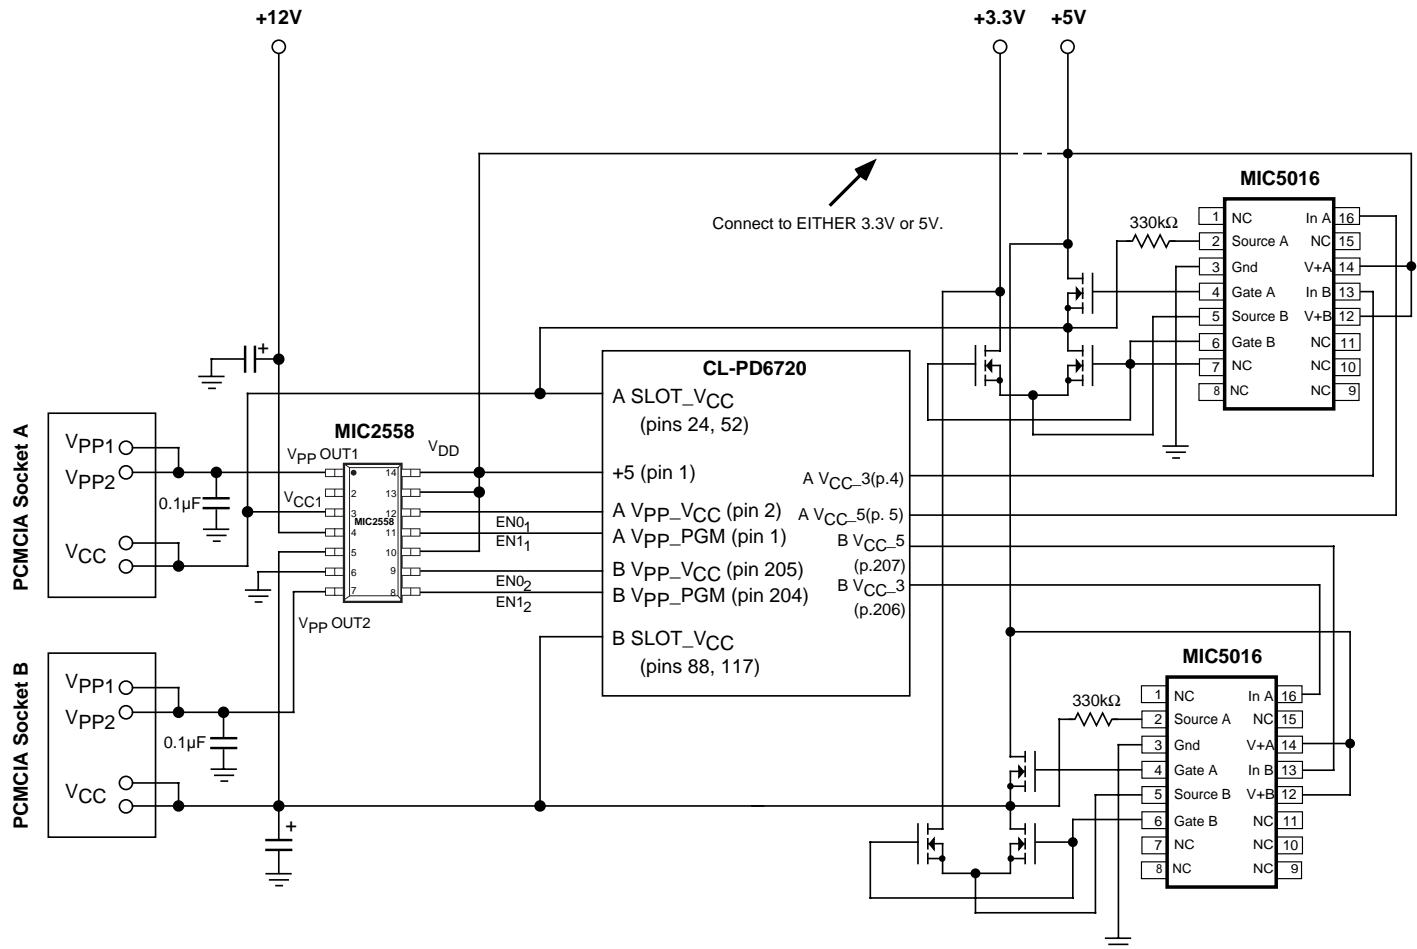 +12V
+3.3V
+5V
Connect to EITHER 3.3V or 5V.
MIC5016
330kΩ
1 NC In A 16
2 Source A NC 15
3 Gnd V+A 14
4 Gate A In B 13
5 Source B V+B 12
6 Gate B NC 11
7 NC NC 10
8 NC NC 9
+
CL-PD6720
A SLOT_VCC
(pins 24, 52)
+5 (pin 1)
A VPP_VCC (pin 2)
A VPP_PGM (pin 1)
B VPP_VCC (pin 205)
B VPP_PGM (pin 204)
B SLOT_VCC
(pins 88, 117)
A VCC_3(p.4)
A VCC_5(p. 5)
B VCC_5
(p.207)
B VCC_3
(p.206)
PCMCIA Socket A
VPP1
VPP2
VCC
0.1µF
MIC2558
VPP OUT1
VDD
VCC1
MIC2558
14
2 13
3 12
4 11
5 10
6 9
7 8
EN01
EN11
EN02
EN12
VPP OUT2
PCMCIA Socket B
VPP1
VPP2
VCC
0.1µF
+
MIC5016
330kΩ
1 NC In A 16
2 Source A NC 15
3 Gnd V+A 14
4 Gate A In B 13
5 Source B V+B 12
6 Gate B NC 11
7 NC NC 10
8 NC NC 9